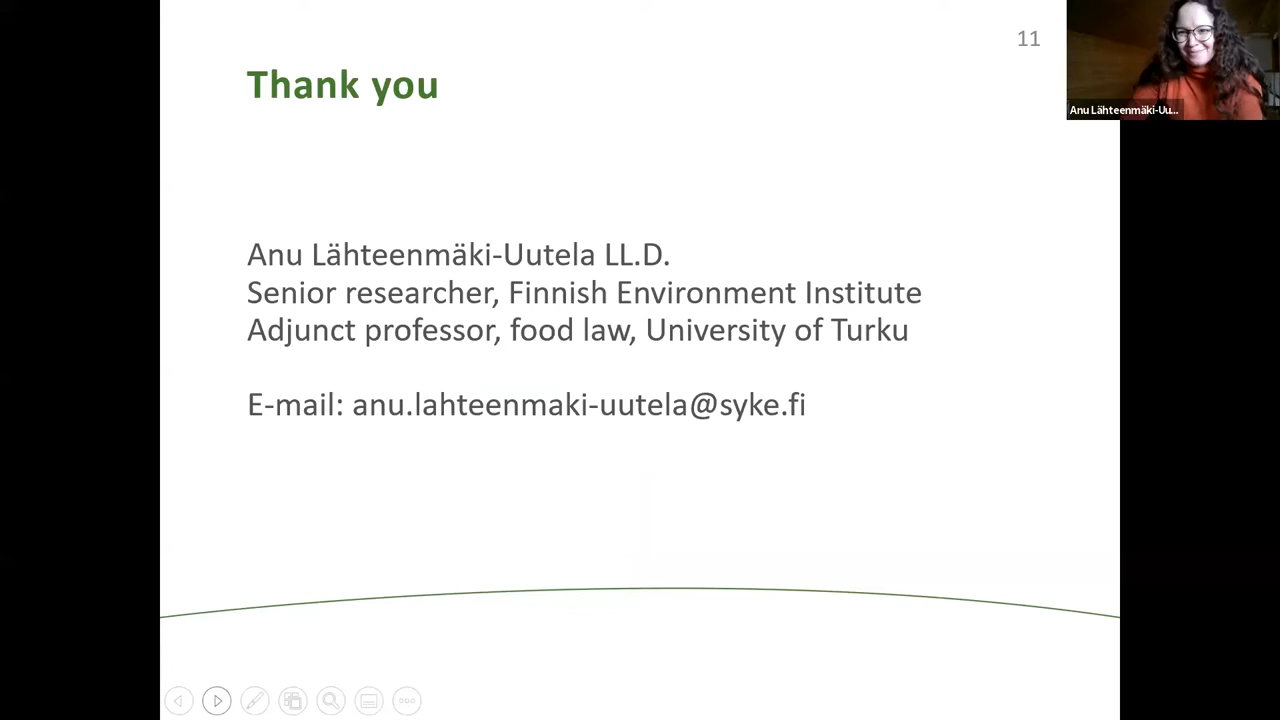 11
Thank you
Anu Lähteenmäki-Uu...
Anu Lähteenmäki-Uutela LL.D.
Senior researcher, Finnish Environment Institute
Adjunct professor, food law, University of Turku
E-mail: anu.lahteenmaki-uutela@syke.fi